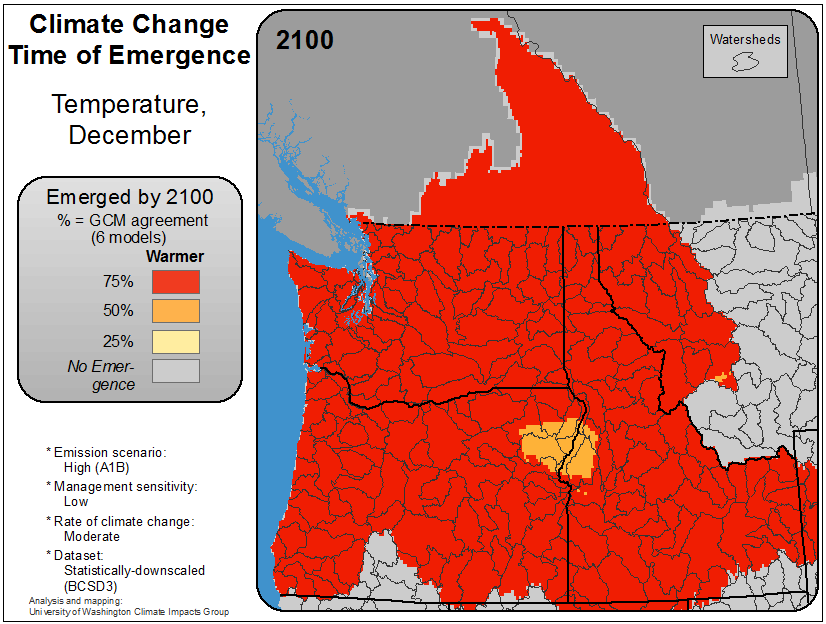 Climate Change
Time of Emergence
Temperature,
December
Emerged by 2100
% = GCM agreement
(6 models)
Warmer
75%
50%
25%
No Emer-
gence
* Emission scenario:
High (A1B)
* Management sensitivity:
Low
* Rate of climate change:
Moderate
* Dataset:
Statistically-downscaled
(BCSD3)
Analysis and mapping:
University of Washington Climate Impacts Group
2100
Watersheds